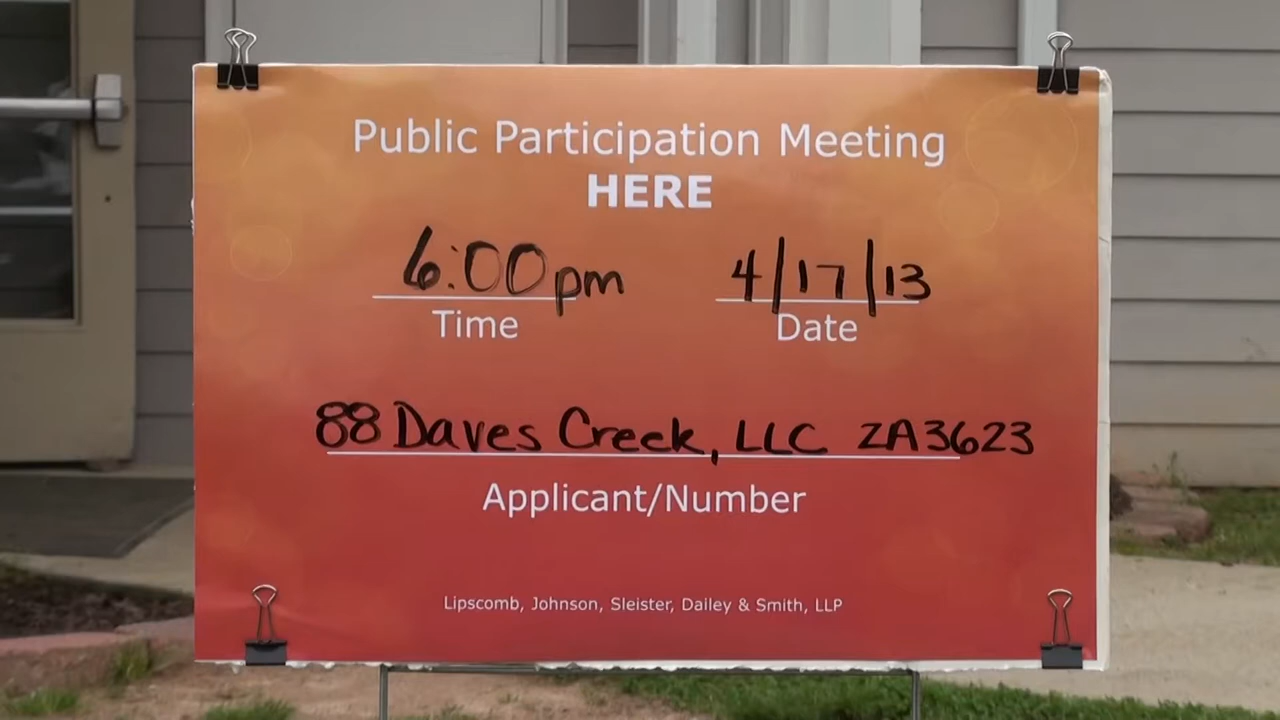 Public Participation Meeting
HERE
6:00pm 4/17/13
Time Date
88 Daves Creek, LLC ZA3623
Applicant/Number
Lipscomb, Johnson, Sleister, Dailey & Smith, LLP